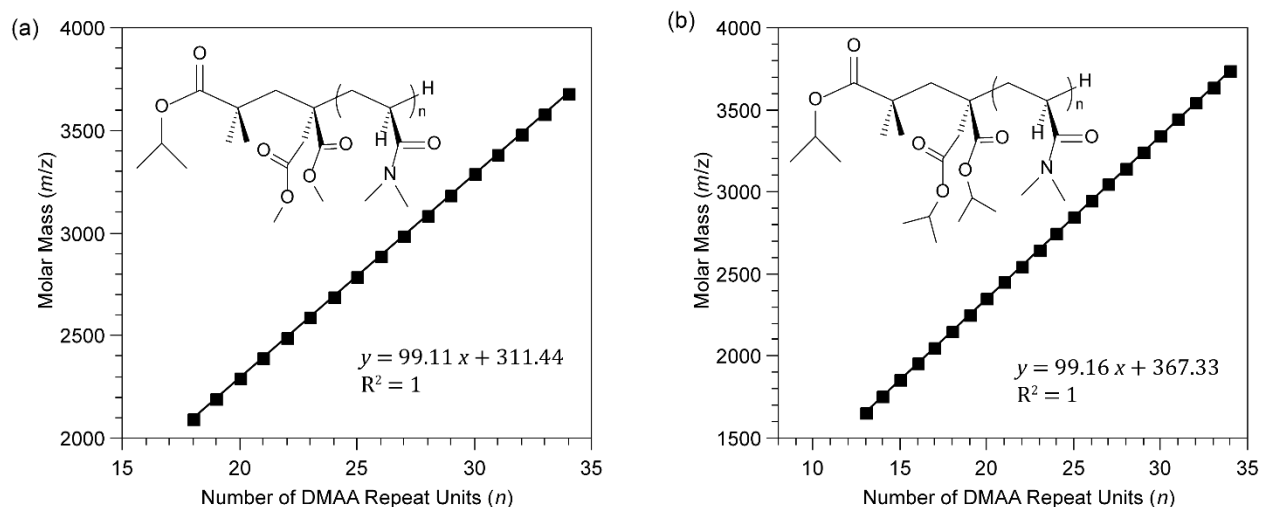 (a)
4000
3500
3000
2500
2000
15
20
25
30
35
Molar Mass (m/z)
Number of DMAA Repeat Units (n)
O
O
O
O
O
O
H
H
n
O
N
y = 99.11 x + 311.44
R² = 1
(b)
4000
3500
3000
2500
2000
1500
10
15
20
25
30
35
Molar Mass (m/z)
Number of DMAA Repeat Units (n)
O
O
O
O
O
O
H
H
n
O
N
y = 99.16 x + 367.33
R² = 1